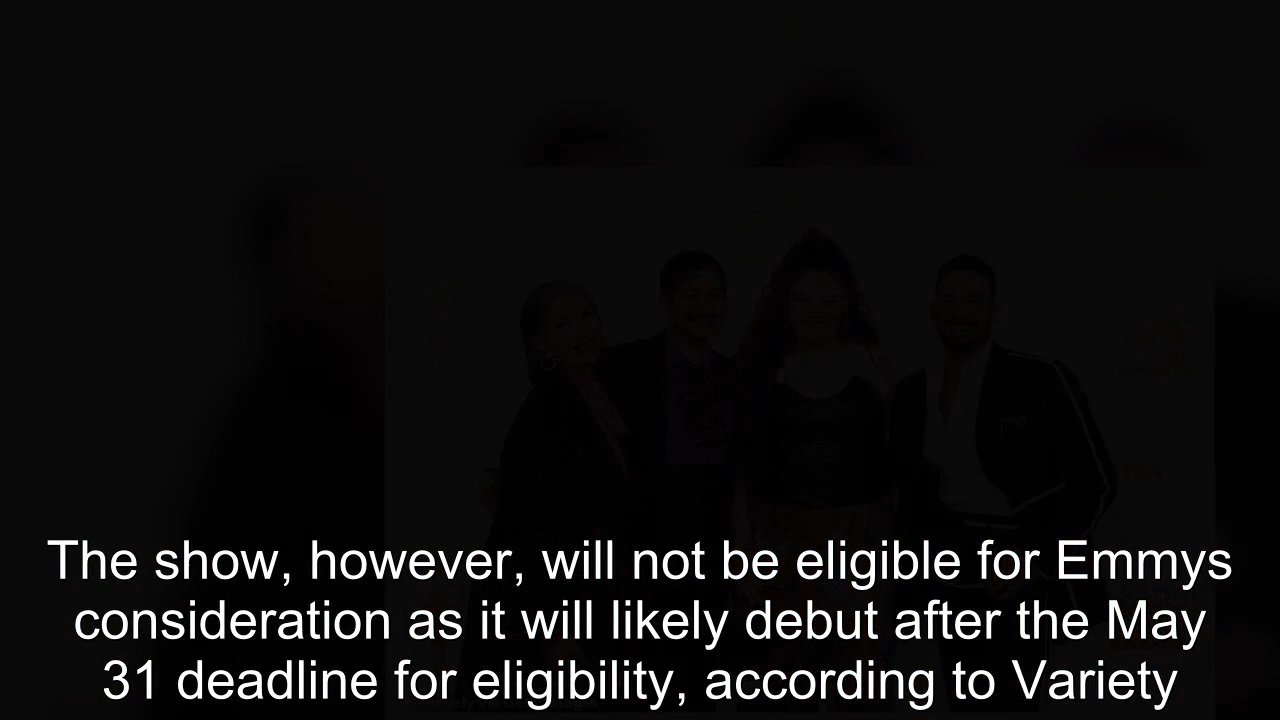 The show, however, will not be eligible for Emmys
consideration as it will likely debut after the May
31 deadline for eligibility, according to Variety